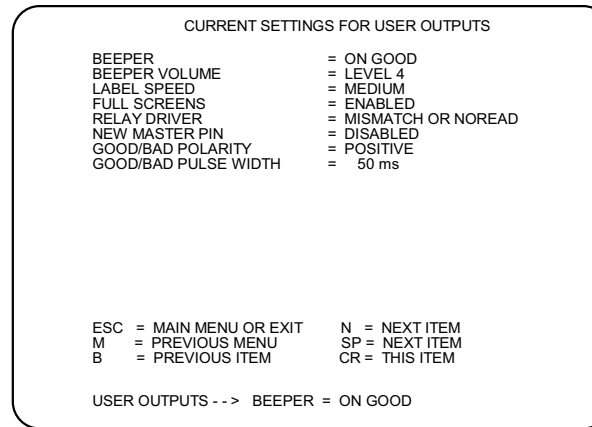 CURRENT SETTINGS FOR USER OUTPUTS
BEEPER = ON GOOD
BEEPER VOLUME = LEVEL 4
LABEL SPEED = MEDIUM
FULL SCREENS = ENABLED
RELAY DRIVER = MISMATCH OR NOREAD
NEW MASTER PIN = DISABLED
GOOD/BAD POLARITY = POSITIVE
GOOD/BAD PULSE WIDTH = 50 ms
ESC = MAIN MENU OR EXIT N = NEXT ITEM
M = PREVIOUS MENU SP = NEXT ITEM
B = PREVIOUS ITEM CR = THIS ITEM
USER OUTPUTS - - > BEEPER = ON GOOD